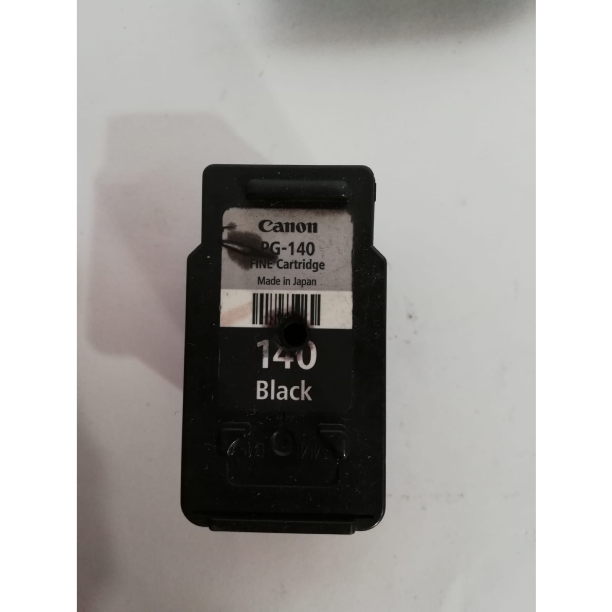 Canon
PG-140
FINE Cartridge
Made in Japan
140
Black